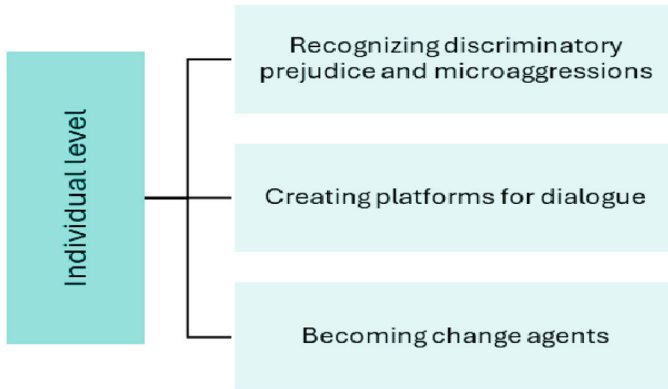 Individual level
Recognizing discriminatory
prejudice and microaggressions
Creating platforms for dialogue
Becoming change agents